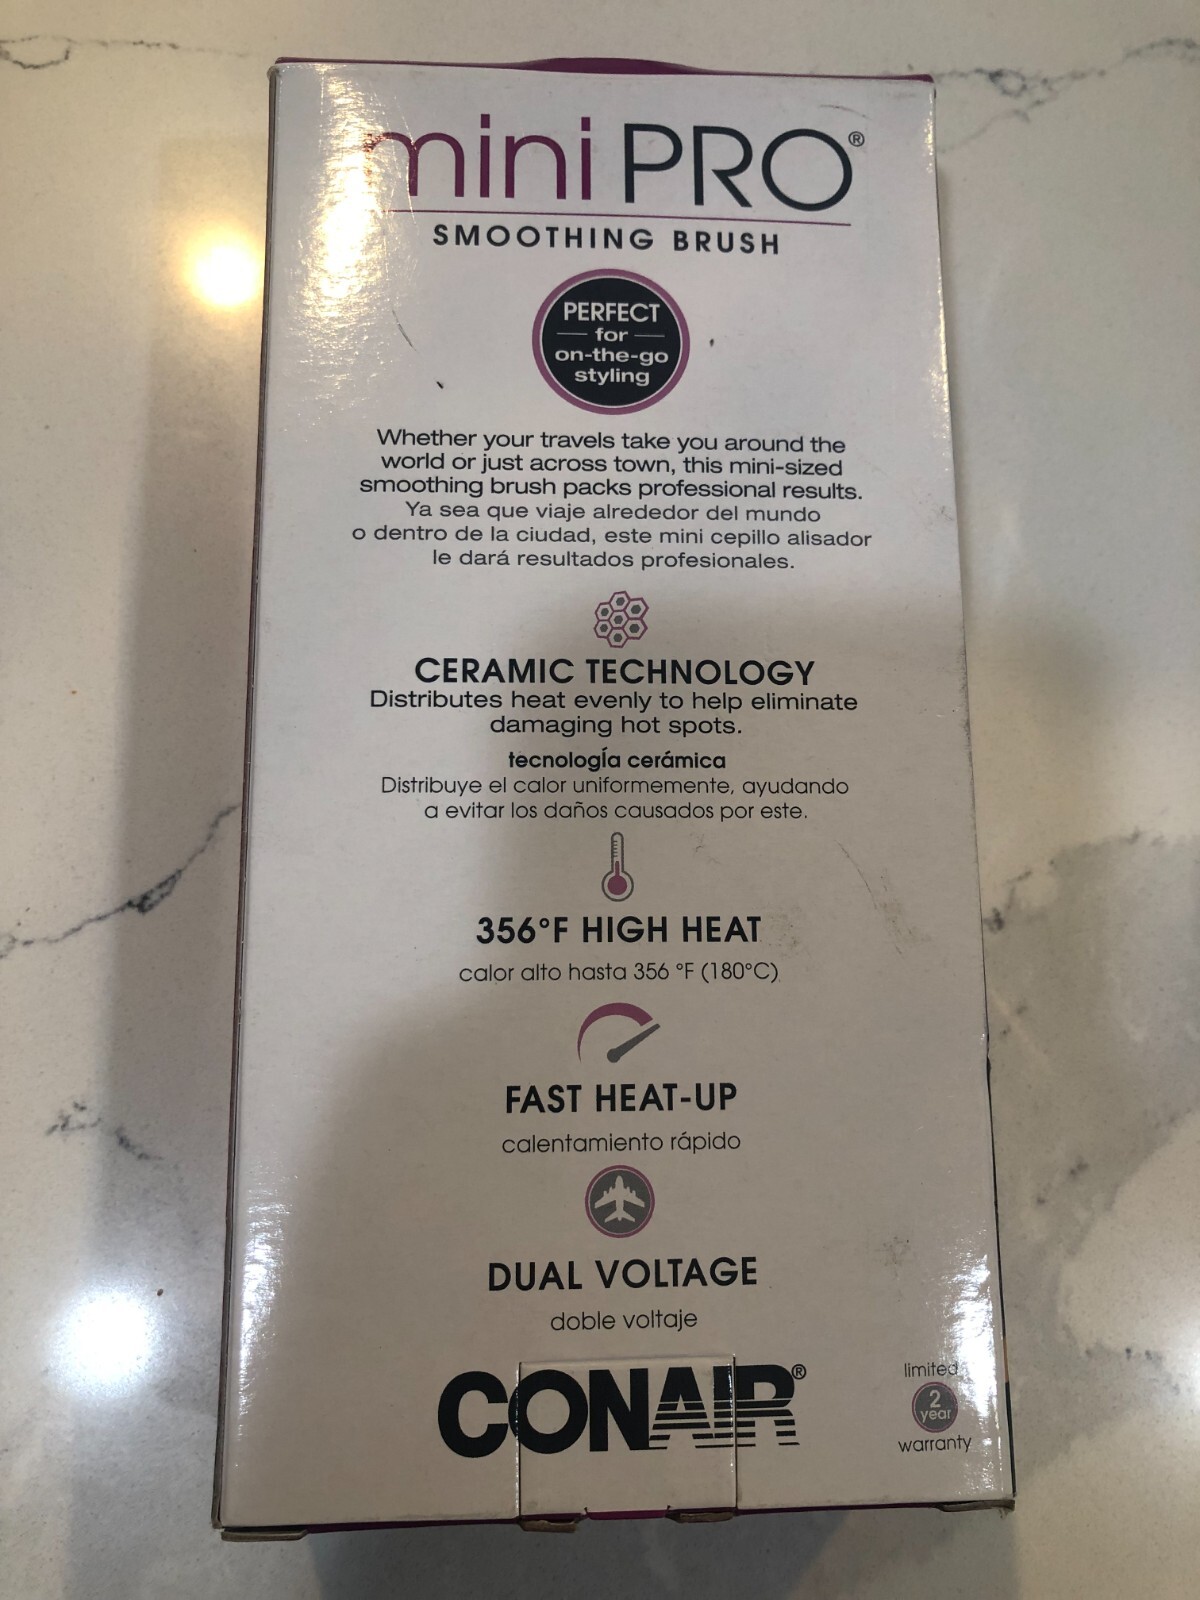 mini PRO®
SMOOTHING BRUSH
PERFECT
for
on-the-go
styling
Whether your travels take you around the
world or just across town, this mini-sized
smoothing brush packs professional results.
Ya sea que viaje alrededor del mundo
o dentro de la ciudad, este mini cepillo alisador
le dará resultados profesionales.
CERAMIC TECHNOLOGY
Distributes heat evenly to help eliminate
damaging hot spots.
tecnología cerámica
Distribuye el calor uniformemente, ayudando
a evitar los daños causados por este.
356°F HIGH HEAT
calor alto hasta 356 °F (180°C)
FAST HEAT-UP
calentamiento rápido
DUAL VOLTAGE
doble voltaje
CONAIR®
limited
2
year
warranty